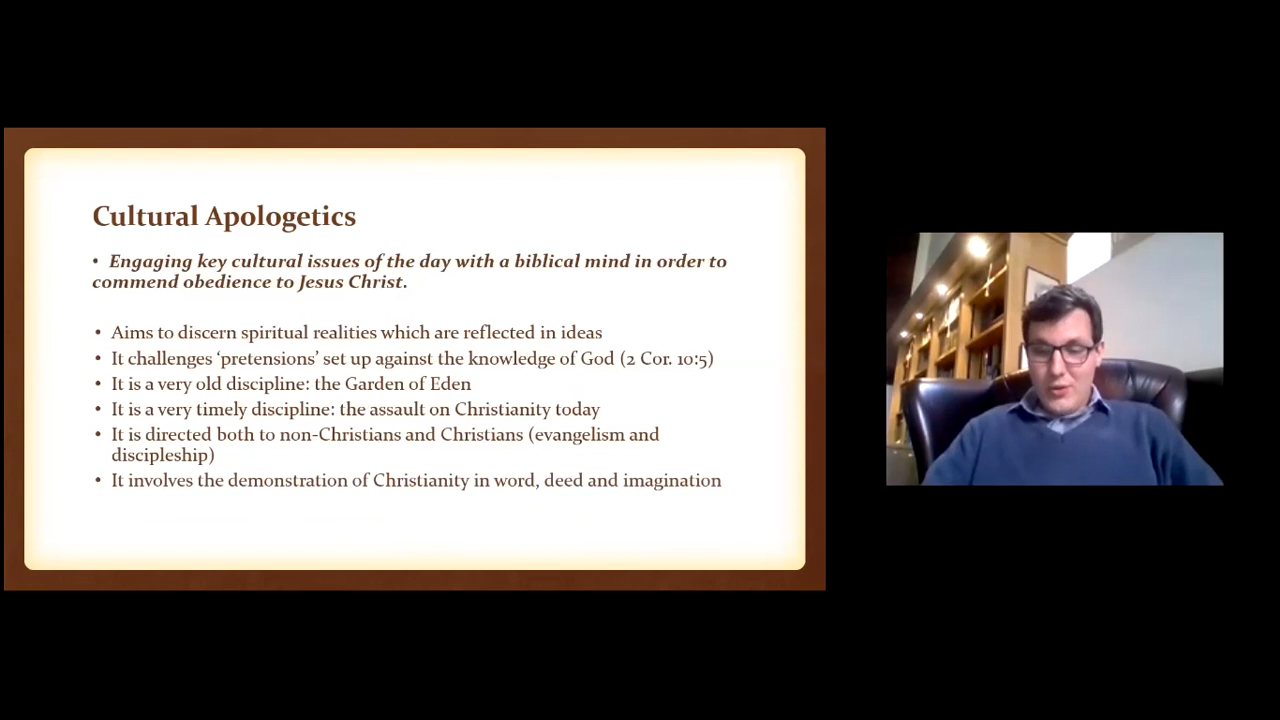 Cultural Apologetics
• Engaging key cultural issues of the day with a biblical mind in order to
commend obedience to Jesus Christ.
• Aims to discern spiritual realities which are reflected in ideas
• It challenges ‘pretensions’ set up against the knowledge of God (2 Cor. 10:5)
• It is a very old discipline: the Garden of Eden
• It is a very timely discipline: the assault on Christianity today
• It is directed both to non-Christians and Christians (evangelism and
discipleship)
• It involves the demonstration of Christianity in word, deed and imagination